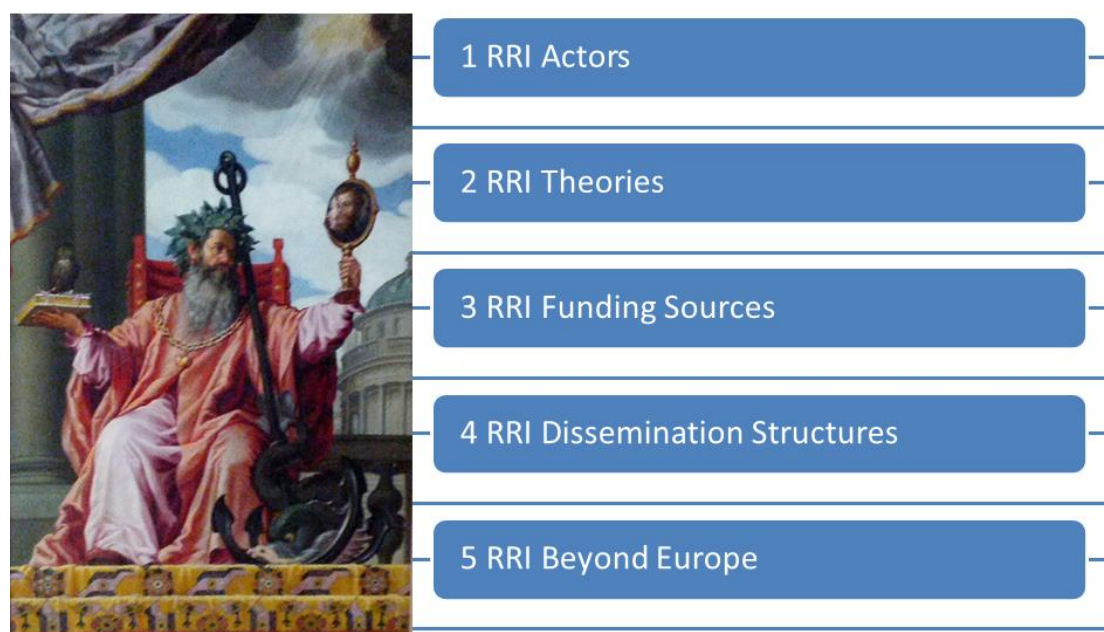 1 RRI Actors
2 RRI Theories
3 RRI Funding Sources
4 RRI Dissemination Structures
5 RRI Beyond Europe